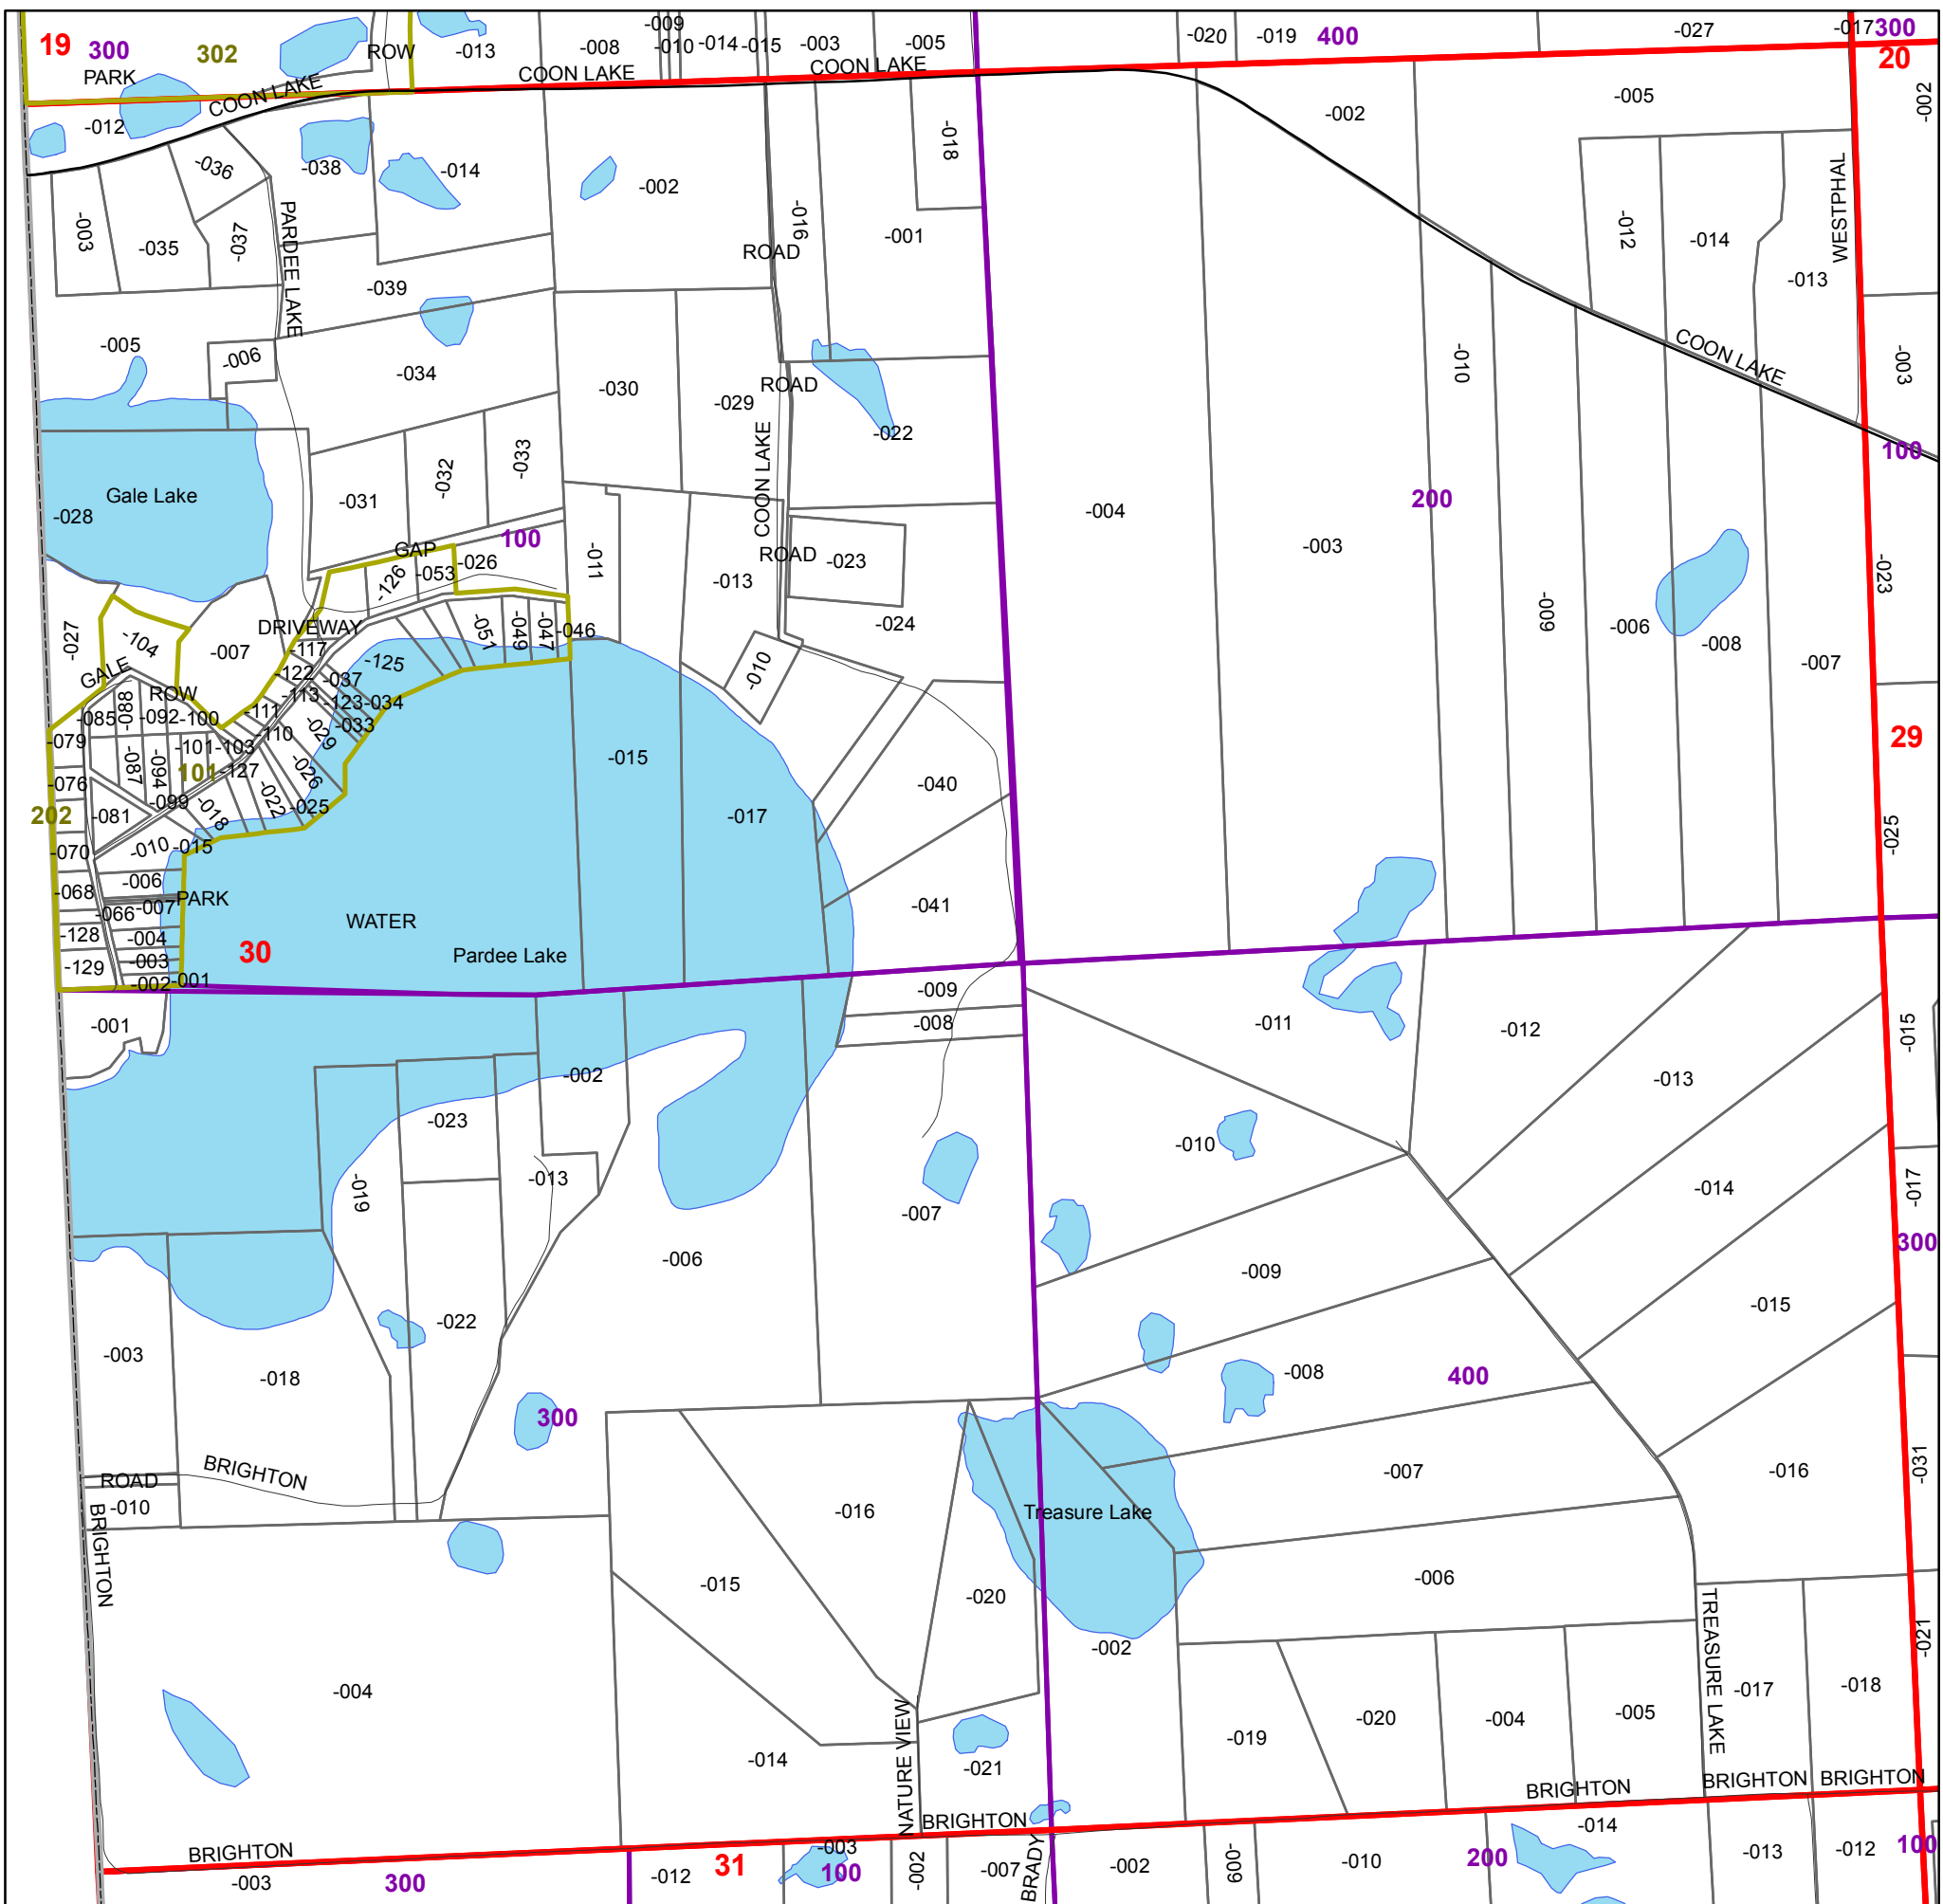 19 300 302 ROW -013 -008 -009 -010 -014 -015 -003 -005 -020 -019 400 -027 -017 300
PARK COON LAKE COON LAKE COON LAKE 20
-012 -036 -038 -014 -002 -016 -018 -002 -005 -002
-003 -035 -037 PARDEE LAKE ROAD -001 -012 -014 -013 WESTPHAL
-039
-005 -006 -034 -030 -029 ROAD -022 -010 COON LAKE -003
-031 -032 -033 COON LAKE 100
Gale Lake
-028 100 -004 200
GAP -126 -053 -026 -011 -013 ROAD -023 -003 -023
-027 -104 -007 DRIVEWAY -117 -051 -049 -047 -046 -024 -009 -006 -008 -007
GALE ROW -122 -037 -125 -010
-085 -088 -092 -100 -111 -113 -123 -034
-079 -110 -029 -033 29
-087 -094 -101 -103 -015 -040
-076 101 -127 -026
-099 -018 -022 -025
202 -081 -017 -025
-070 -010 -015
-068 -006 PARK
-066 -007 -041
WATER
-128 -004
30 Pardee Lake
-129 -003
-002 -001 -009
-001 -008 -011 -012 -015
-002 -013
-023 -010
-019 -013 -007 -014 -017
-006 -009 300
-022 -015
-003 -018 -008 400
300
ROAD BRIGHTON -007 -016 -031
-010 -016 Treasure Lake
BRIGHTON
-015 -020 -006
-002 TREASURE LAKE -021
-004 -017 -018
-014 NATURE VIEW -021 -019 -020 -004 -005
BRIGHTON BRIGHTON BRIGHTON BRIGHTON BRIGHTON
-003 300 -012 31 -003 100 -002 -007 BRADY -002 -009 -010 200 -014 -013 -012 100